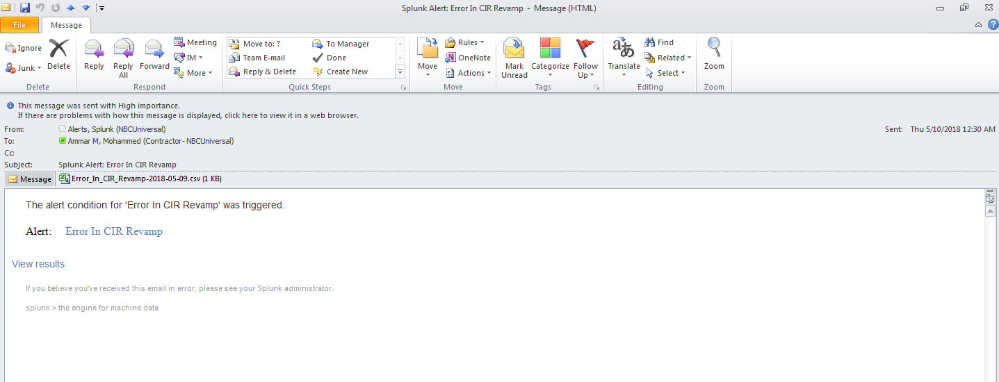 Splunk Alert: Error In CIR Revamp - Message (HTML)
File
Message
Ignore
Junk
Delete
Delete
Reply
Reply All
Forward
Meeting
IM
More
Respond
Move to: ?
Team E-mail
Reply & Delete
To Manager
Done
Create New
Quick Steps
Move
Rules
OneNote
Actions
Move
Mark Unread
Categorize
Follow Up
Tags
Translate
Find
Related
Select
Editing
Zoom
Zoom
This message was sent with High importance.
If there are problems with how this message is displayed, click here to view it in a web browser.
From: Alerts, Splunk (NBCUniversal)
Sent: Thu 5/10/2018 12:30 AM
To: Ammar M, Mohammed (Contractor- NBCUniversal)
Cc:
Subject: Splunk Alert: Error In CIR Revamp
Message Error_In_CIR_Revamp-2018-05-09.csv (1 KB)
The alert condition for 'Error In CIR Revamp' was triggered.
Alert: Error In CIR Revamp
View results
If you believe you've received this email in error, please see your Splunk administrator.
splunk > the engine for machine data